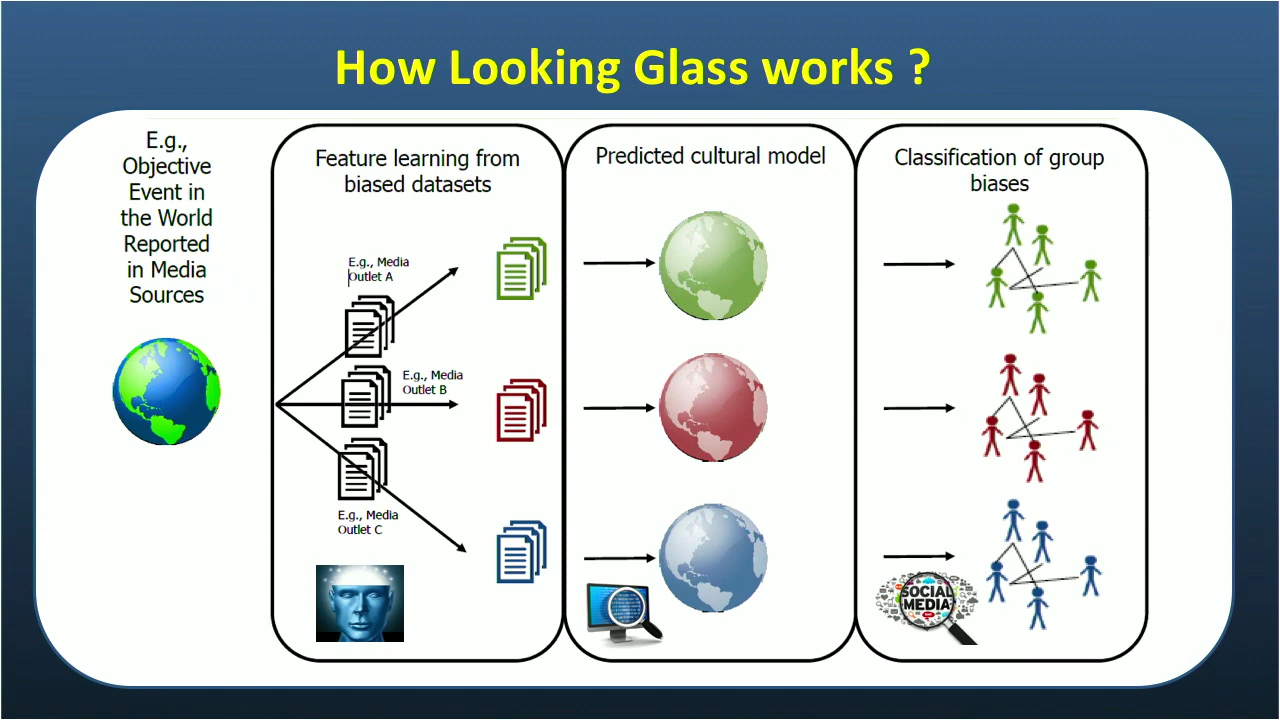 How Looking Glass works ?
E.g.,
Objective
Event in
the World
Reported
in Media
Sources
Feature learning from
biased datasets
E.g., Media
Outlet A
E.g., Media
Outlet B
E.g., Media
Outlet C
Predicted cultural model
Classification of group
biases
SOCIAL
MEDIA